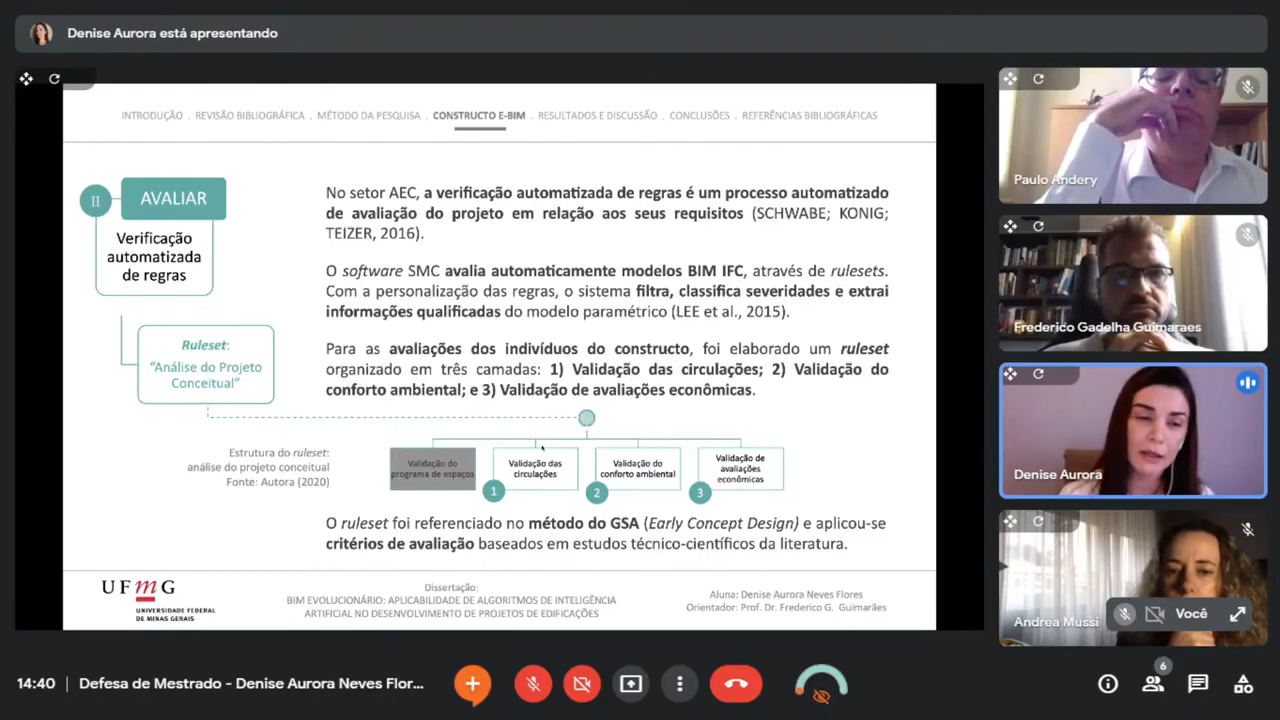 Denise Aurora está apresentando
INTRODUÇÃO . REVISÃO BIBLIOGRÁFICA . MÉTODO DA PESQUISA . CONSTRUCTO E-BIM . RESULTADOS E DISCUSSÃO . CONCLUSÕES . REFERÊNCIAS BIBLIOGRÁFICAS
II
AVALIAR
Verificação
automatizada
de regras
Ruleset:
“Análise do Projeto
Conceitual”
No setor AEC, a verificação automatizada de regras é um processo automatizado
de avaliação do projeto em relação aos seus requisitos (SCHWABE; KONIG;
TEIZER, 2016).
O software SMC avalia automaticamente modelos BIM IFC, através de rulesets.
Com a personalização das regras, o sistema filtra, classifica severidades e extrai
informações qualificadas do modelo paramétrico (LEE et al., 2015).
Para as avaliações dos indivíduos do constructo, foi elaborado um ruleset
organizado em três camadas: 1) Validação das circulações; 2) Validação do
conforto ambiental; e 3) Validação de avaliações econômicas.
Estrutura do ruleset:
análise do projeto conceitual
Fonte: Autora (2020)
Validação do
programa de espaços
Validação das
circulações
1
Validação do
conforto ambiental
2
Validação de
avaliações
econômicas
3
O ruleset foi referenciado no método do GSA (Early Concept Design) e aplicou-se
critérios de avaliação baseados em estudos técnico-científicos da literatura.
UFmG
UNIVERSIDADE FEDERAL
DE MINAS GERAIS
Dissertação:
BIM EVOLUCIONÁRIO: APLICABILIDADE DE ALGORITMOS DE INTELIGÊNCIA
ARTIFICIAL NO DESENVOLVIMENTO DE PROJETOS DE EDIFICAÇÕES
Aluna: Denise Aurora Neves Flores
Orientador: Prof. Dr. Frederico G. Guimarães
Paulo Andery
Frederico Gadelha Guimaraes
Denise Aurora
Andrea Mussi
Você
14:40 | Defesa de Mestrado - Denise Aurora Neves Flor...
6